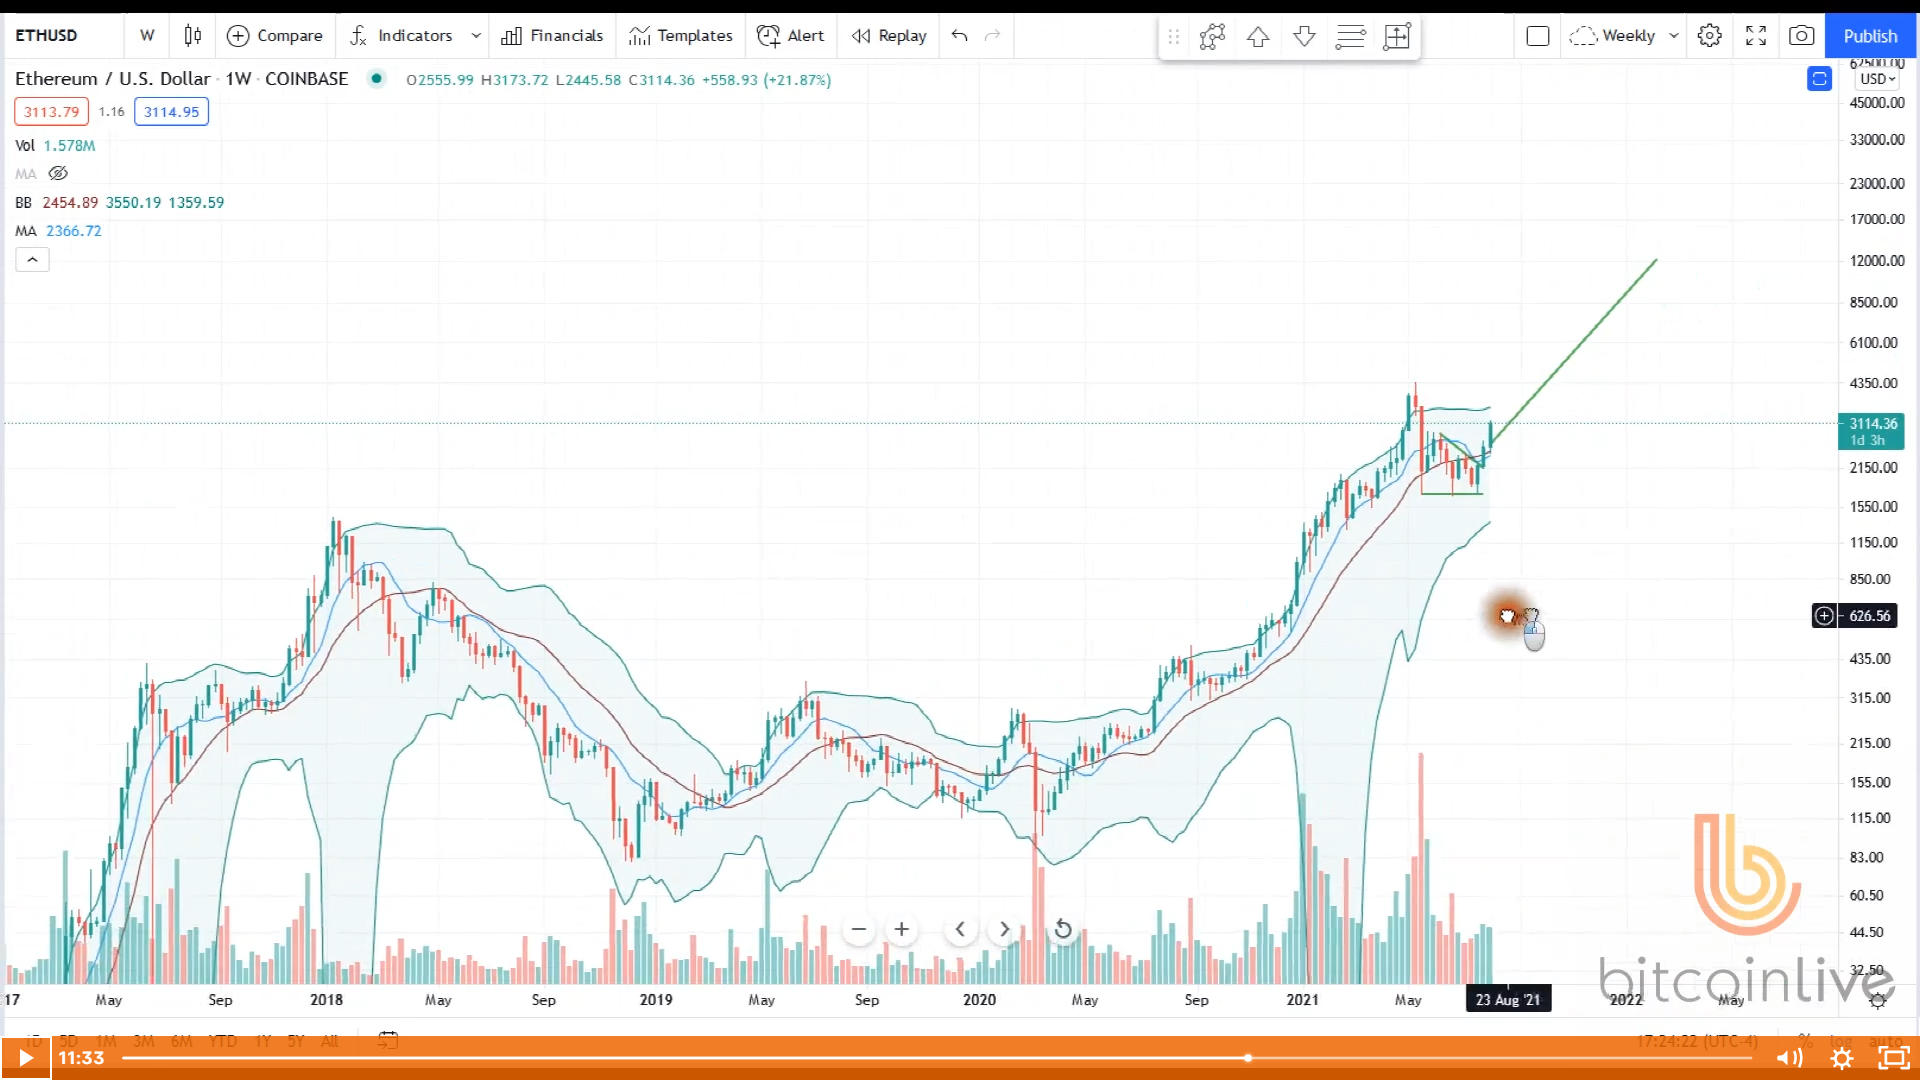 ETHUSD W Compare Indicators Financials Templates Alert Replay Weekly Publish
Ethereum / U.S. Dollar · 1W · COINBASE O2555.99 H3173.72 L2445.58 C3114.36 +558.93 (+21.87%)
3113.79 1.16 3114.95
Vol 1.578M
MA
BB 2454.89 3550.19 1359.59
MA 2366.72
62500.00
USD
45000.00
33000.00
23000.00
17000.00
12000.00
8500.00
6100.00
4350.00
3114.36
1d 3h
2150.00
1550.00
1150.00
850.00
626.56
435.00
315.00
215.00
155.00
115.00
83.00
60.50
44.50
32.50
bitcoinlive
17 May Sep 2018 May Sep 2019 May Sep 2020 May Sep 2021 May 23 Aug '21 2022 May
1D 5D 1M 3M 6M YTD 1Y 5Y All 17:24:22 (UTC-4) % log auto
11:33